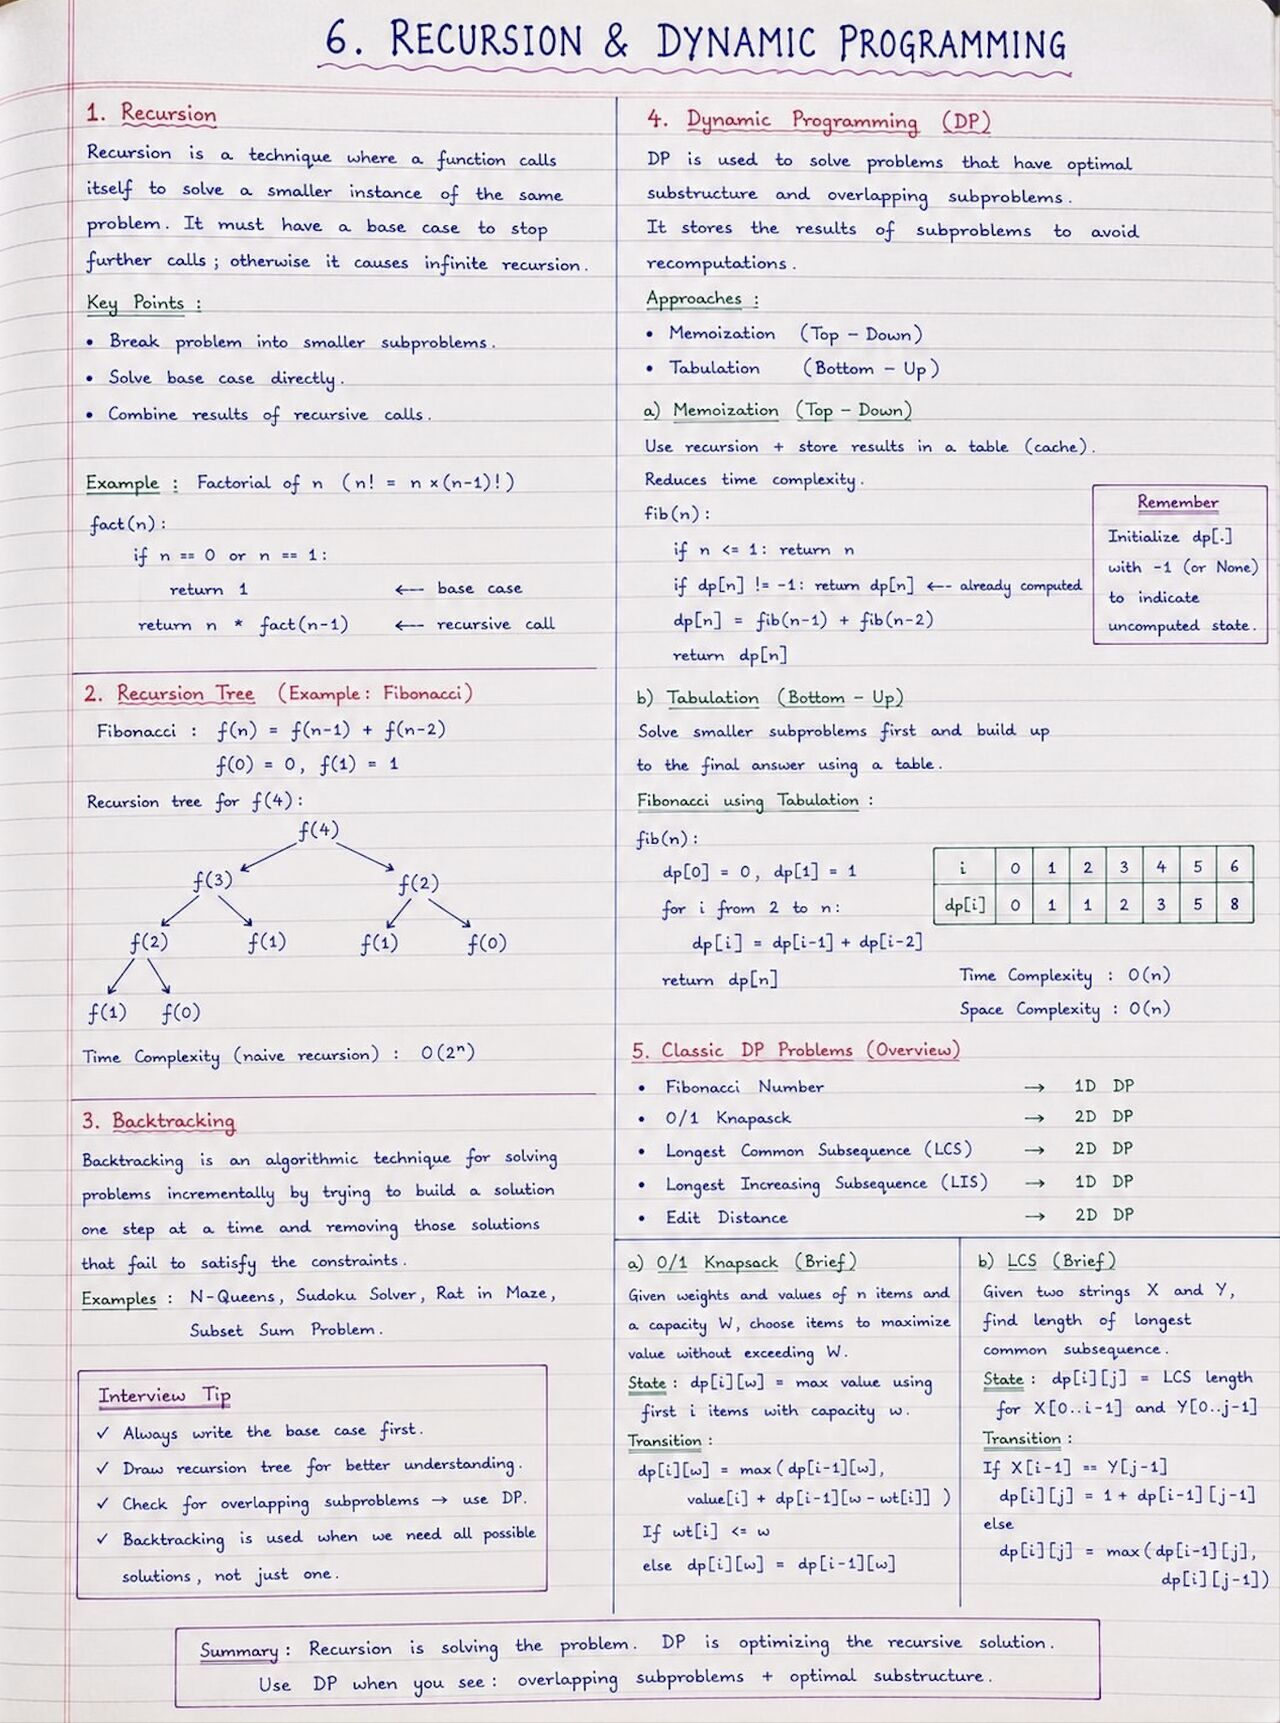 6. RECURSION & DYNAMIC PROGRAMMING
1. Recursion
Recursion is a technique where a function calls
itself to solve a smaller instance of the same
problem. It must have a base case to stop
further calls; otherwise it causes infinite recursion.
Key Points :
• Break problem into smaller subproblems.
• Solve base case directly.
• Combine results of recursive calls.
Example : Factorial of n (n! = n ×(n-1)!)
fact(n):
if n == 0 or n == 1:
return 1 ← base case
return n * fact(n-1) ← recursive call
2. Recursion Tree (Example: Fibonacci)
Fibonacci : f(n) = f(n-1) + f(n-2)
f(0) = 0, f(1) = 1
Recursion tree for f(4):
f(4)
f(3) f(2)
f(2) f(1) f(1) f(0)
f(1) f(0)
Time Complexity (naive recursion) : O(2ⁿ)
3. Backtracking
Backtracking is an algorithmic technique for solving
problems incrementally by trying to build a solution
one step at a time and removing those solutions
that fail to satisfy the constraints.
Examples : N-Queens, Sudoku Solver, Rat in Maze,
Subset Sum Problem.
Interview Tip
✓ Always write the base case first.
✓ Draw recursion tree for better understanding.
✓ Check for overlapping subproblems → use DP.
✓ Backtracking is used when we need all possible
solutions, not just one.
4. Dynamic Programming (DP)
DP is used to solve problems that have optimal
substructure and overlapping subproblems.
It stores the results of subproblems to avoid
recomputations.
Approaches :
• Memoization (Top - Down)
• Tabulation (Bottom - Up)
a) Memoization (Top - Down)
Use recursion + store results in a table (cache).
Reduces time complexity.
fib(n):
if n <= 1: return n
if dp[n] != -1: return dp[n] ← already computed
dp[n] = fib(n-1) + fib(n-2)
return dp[n]
Remember
Initialize dp[.]
with -1 (or None)
to indicate
uncomputed state.
b) Tabulation (Bottom - Up)
Solve smaller subproblems first and build up
to the final answer using a table.
Fibonacci using Tabulation :
fib(n):
dp[0] = 0, dp[1] = 1
for i from 2 to n:
dp[i] = dp[i-1] + dp[i-2]
return dp[n]
i 0 1 2 3 4 5 6
dp[i] 0 1 1 2 3 5 8
Time Complexity : O(n)
Space Complexity : O(n)
5. Classic DP Problems (Overview)
• Fibonacci Number → 1D DP
• 0/1 Knapasck → 2D DP
• Longest Common Subsequence (LCS) → 2D DP
• Longest Increasing Subsequence (LIS) → 1D DP
• Edit Distance → 2D DP
a) 0/1 Knapsack (Brief)
Given weights and values of n items and
a capacity W, choose items to maximize
value without exceeding W.
State : dp[i][w] = max value using
first i items with capacity w.
Transition :
dp[i][w] = max(dp[i-1][w],
value[i] + dp[i-1][w - wt[i]] )
If wt[i] <= w
else dp[i][w] = dp[i-1][w]
b) LCS (Brief)
Given two strings X and Y,
find length of longest
common subsequence.
State : dp[i][j] = LCS length
for X[0..i-1] and Y[0..j-1]
Transition :
If X[i-1] == Y[j-1]
dp[i][j] = 1 + dp[i-1][j-1]
else
dp[i][j] = max(dp[i-1][j],
dp[i][j-1])
Summary : Recursion is solving the problem. DP is optimizing the recursive solution.
Use DP when you see : overlapping subproblems + optimal substructure.